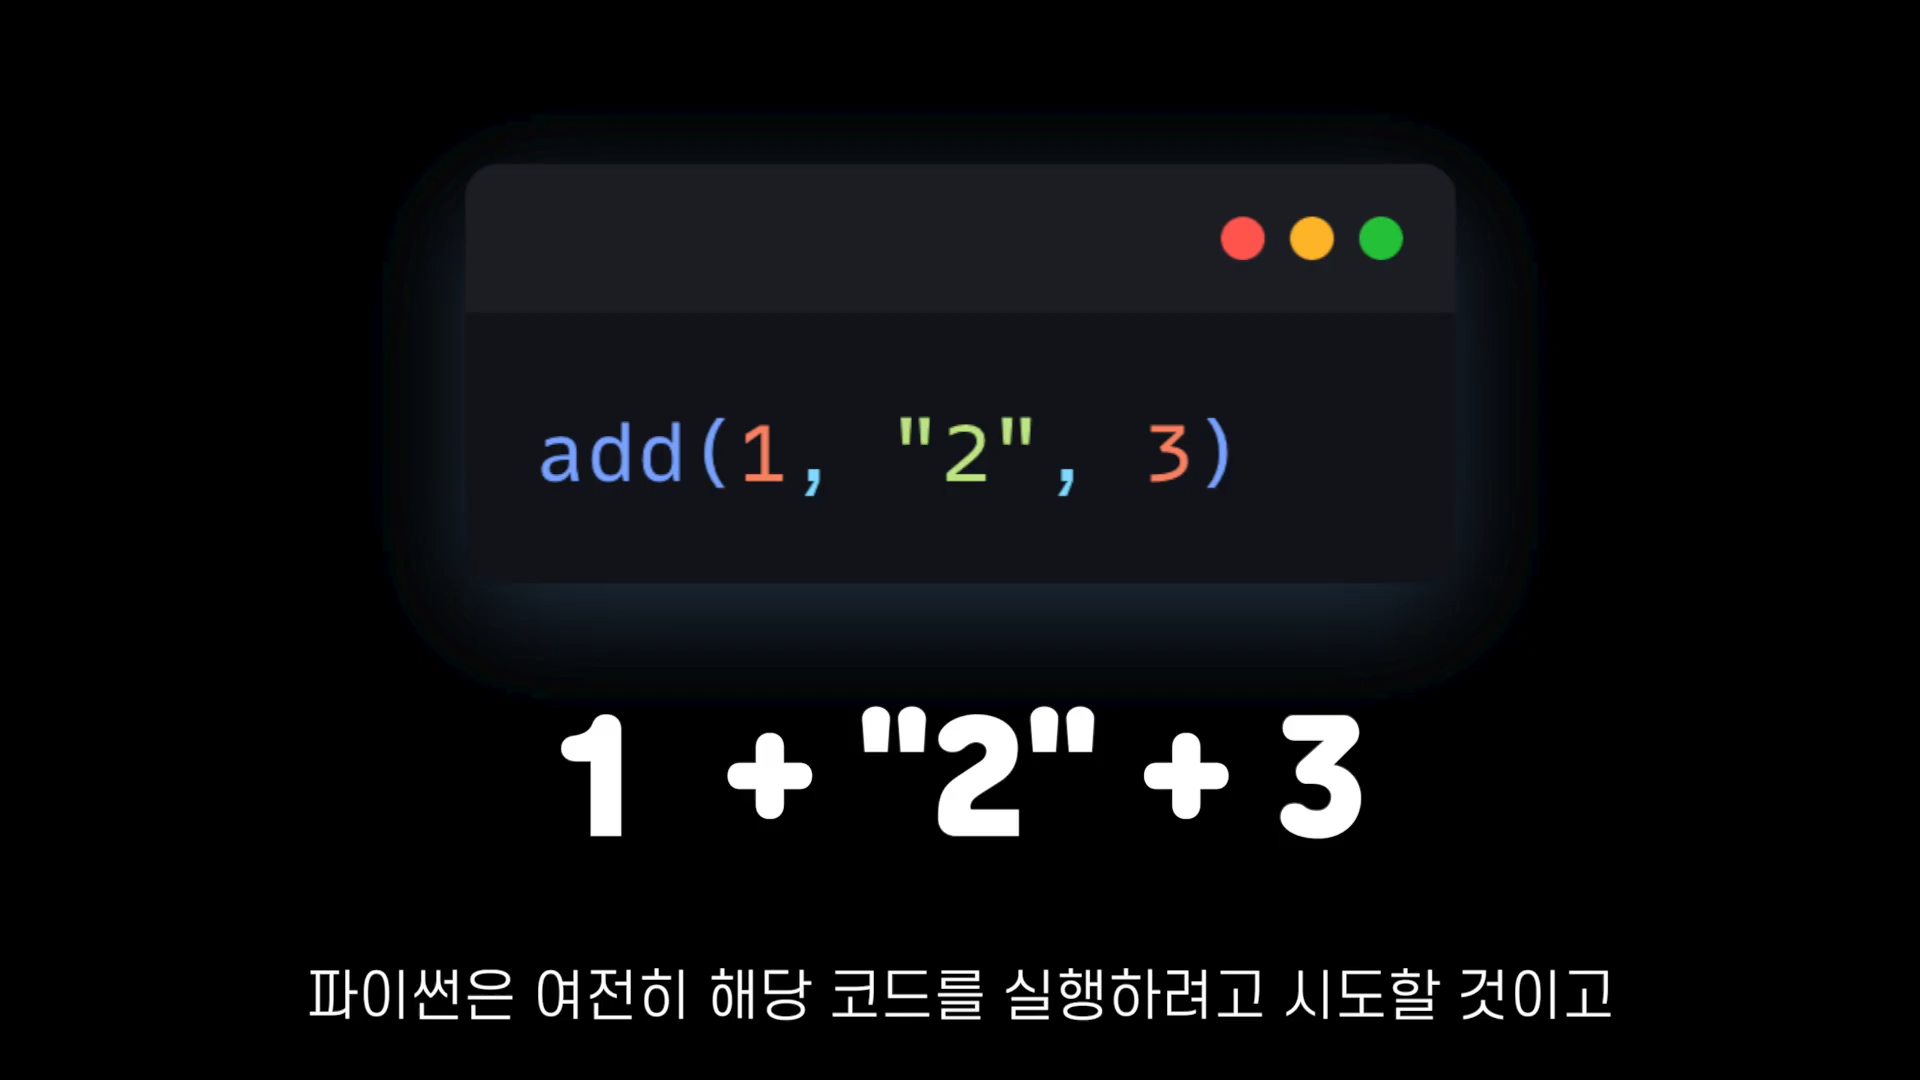 add(1, "2", 3)
1 + "2" + 3
파이썬은 여전히 해당 코드를 실행하려고 시도할 것이고